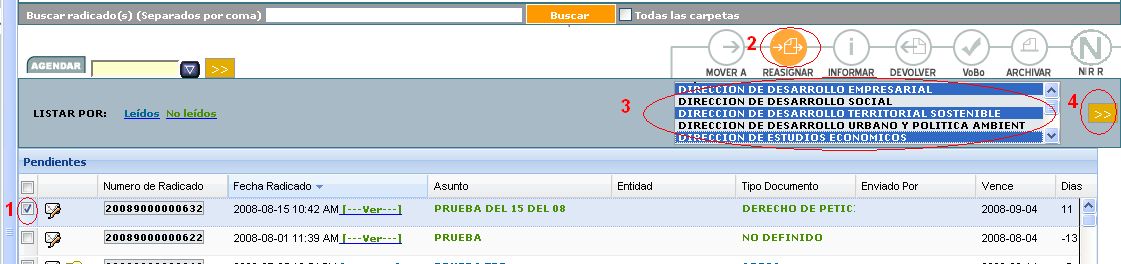 Buscar radicado(s) (Separados por coma) Buscar Todas las carpetas
2
AGENDAR >> MOVER A REASIGNAR INFORMAR DEVOLVER VoBo ARCHIVAR NRR
LISTAR POR: Leídos No leídos
3
DIRECCION DE DESARROLLO EMPRESARIAL
DIRECCION DE DESARROLLO SOCIAL
DIRECCION DE DESARROLLO TERRITORIAL SOSTENIBLE
DIRECCION DE DESARROLLO URBANO Y POLITICA AMBIENT
DIRECCION DE ESTUDIOS ECONOMICOS
4
>>
Pendientes
Numero de Radicado Fecha Radicado Asunto Entidad Tipo Documento Enviado Por Vence Dias
1 20089000000632 2008-08-15 10:42 AM [---Ver---] PRUEBA DEL 15 DEL 08 DERECHO DE PETIC 2008-09-04 11
20089000000622 2008-08-01 11:39 AM [---Ver---] PRUEBA NO DEFINIDO 2008-08-04 -13